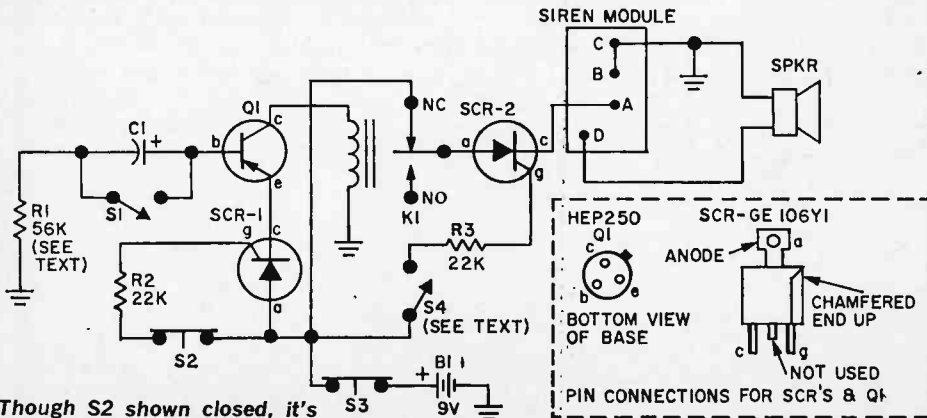 SIREN MODULE
C
B
A
D
SPKR
Q1
c
b
e
C1
+
S1
R1
56K
(SEE
TEXT)
SCR-1
g
c
a
R2
22K
S2
NC
NO
K1
SCR-2
a
c
g
R3
22K
S4
(SEE TEXT)
S3
+
B1
9V
HEP250
Q1
c
b
e
BOTTOM VIEW
OF BASE
SCR-GE 106Y1
ANODE
a
CHAMFERED
END UP
c
g
NOT USED
PIN CONNECTIONS FOR SCR'S & Q1
Though S2 shown closed, it's